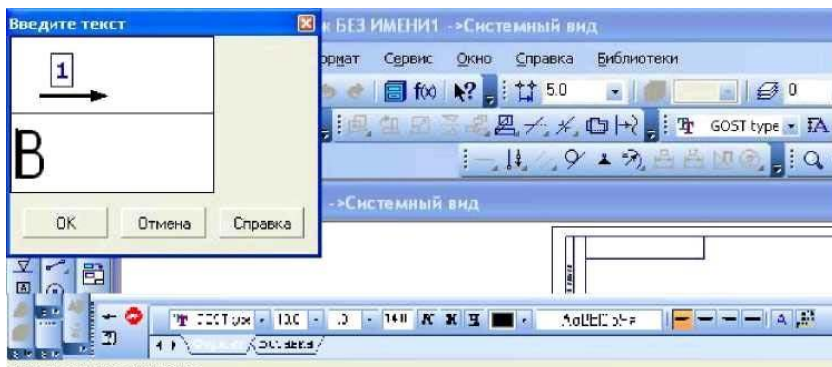 Введите текст
к БЕЗ ИМЕНИ1 ->Системный вид
1
B
ОК Отмена Справка
ормат Сервис Окно Справка Библиотеки
f(x) 5.0 0
GOST type
->Системный вид